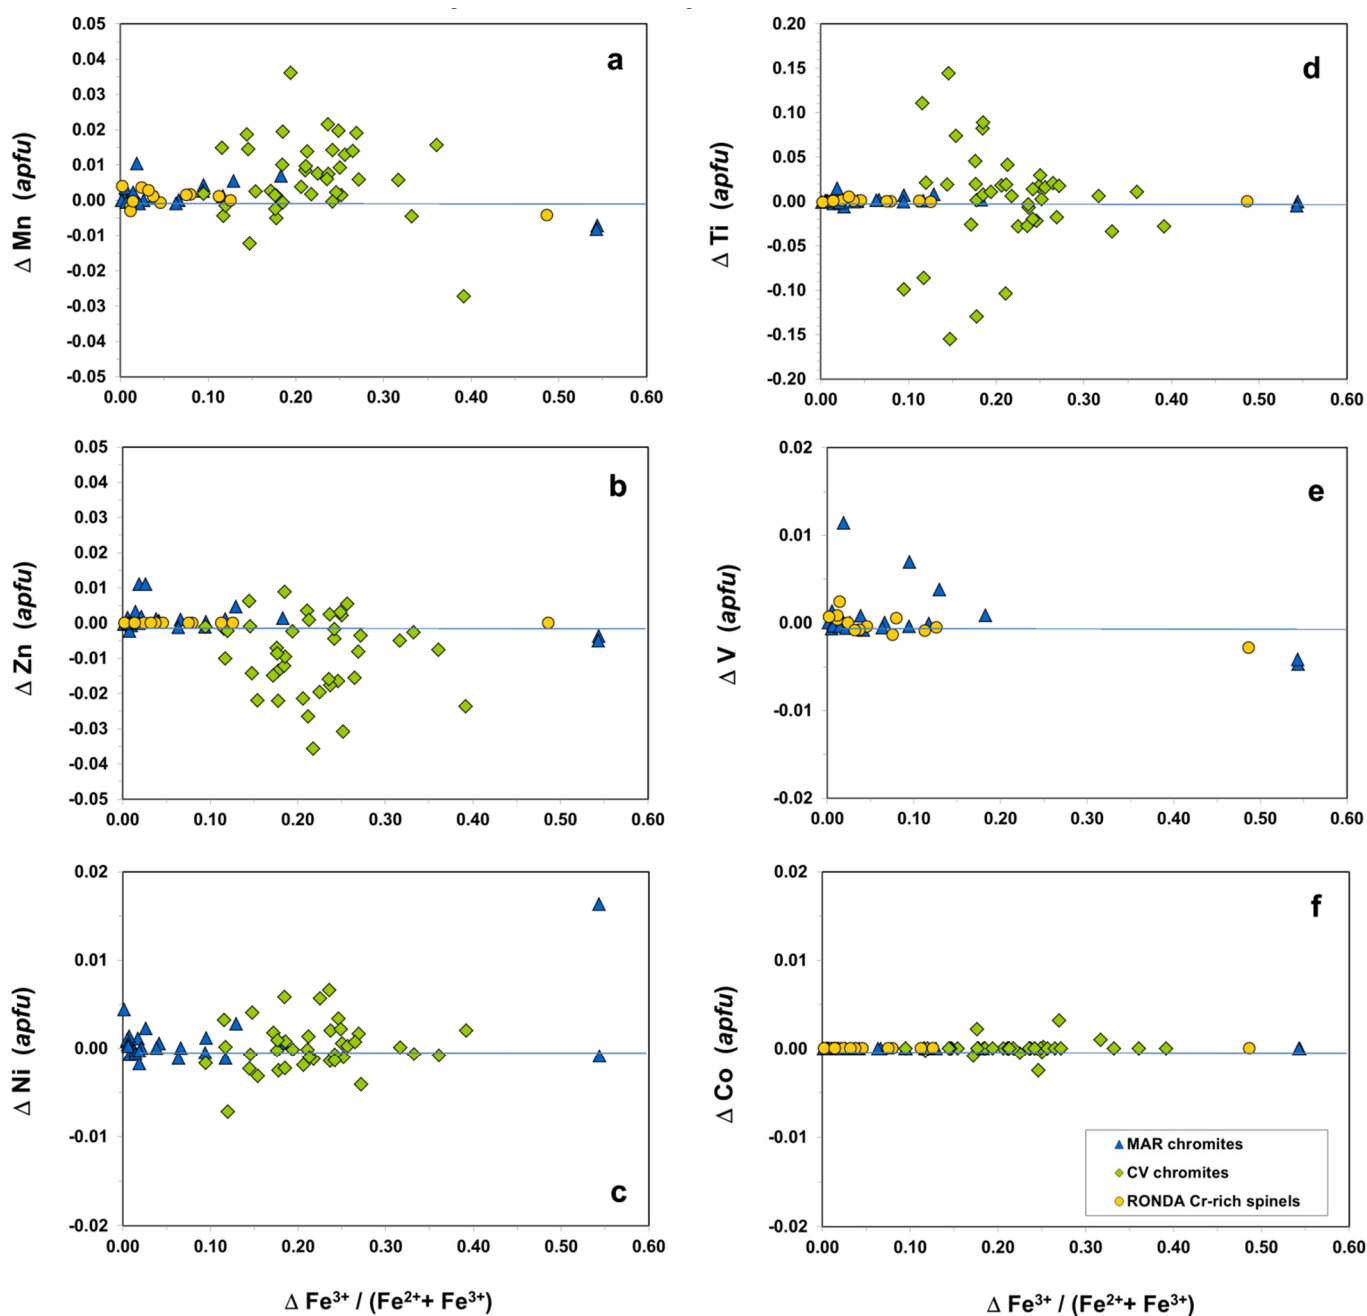 0.05
0.04
0.03
0.02
0.01
0.00
-0.01
-0.02
-0.03
-0.04
-0.05
0.00 0.10 0.20 0.30 0.40 0.50 0.60
Δ Mn (apfu)
a
0.20
0.15
0.10
0.05
0.00
-0.05
-0.10
-0.15
-0.20
0.00 0.10 0.20 0.30 0.40 0.50 0.60
Δ Ti (apfu)
d
0.05
0.04
0.03
0.02
0.01
0.00
-0.01
-0.02
-0.03
-0.04
-0.05
0.00 0.10 0.20 0.30 0.40 0.50 0.60
Δ Zn (apfu)
b
0.02
0.01
0.00
-0.01
-0.02
0.00 0.10 0.20 0.30 0.40 0.50 0.60
Δ V (apfu)
e
0.02
0.01
0.00
-0.01
-0.02
0.00 0.10 0.20 0.30 0.40 0.50 0.60
Δ Ni (apfu)
c
Δ Fe³⁺ / (Fe²⁺+ Fe³⁺)
0.02
0.01
0.00
-0.01
-0.02
0.00 0.10 0.20 0.30 0.40 0.50 0.60
Δ Co (apfu)
f
MAR chromites
CV chromites
RONDA Cr-rich spinels
Δ Fe³⁺ / (Fe²⁺+ Fe³⁺)